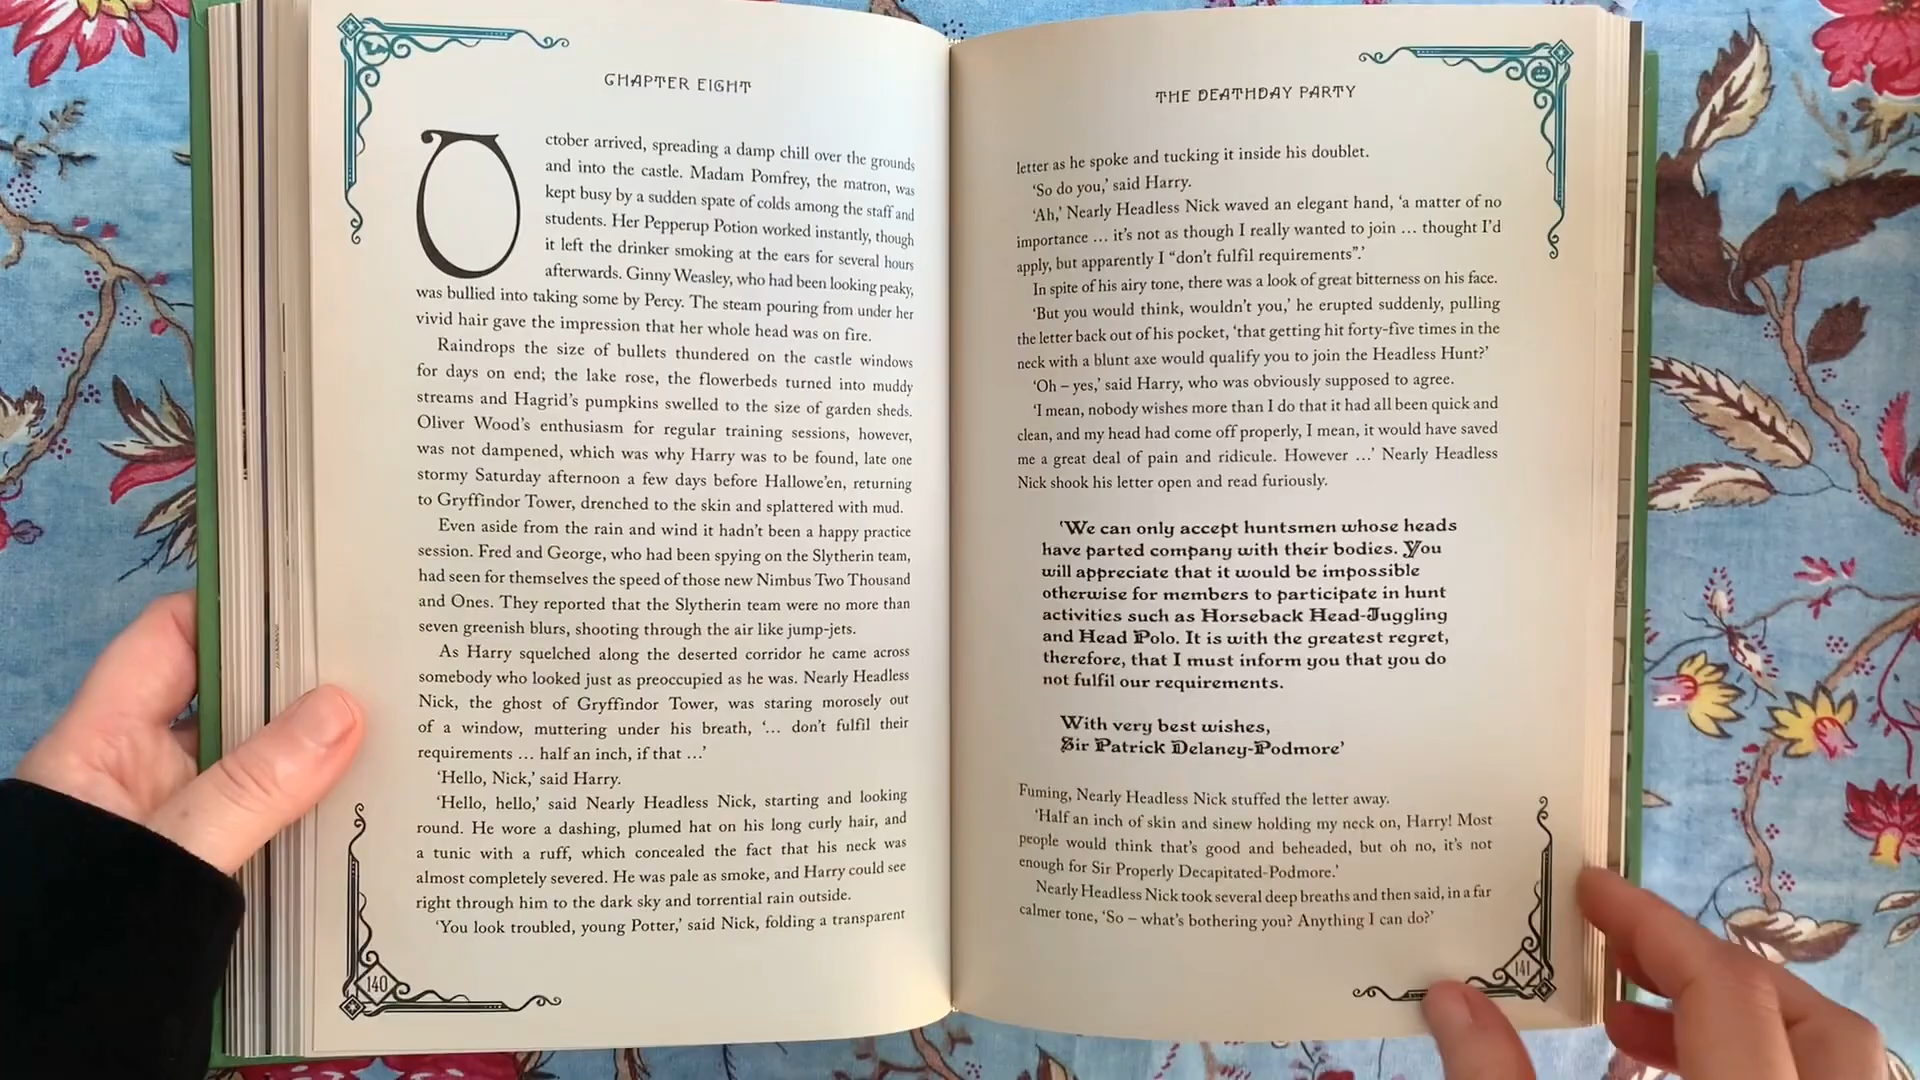 CHAPTER EIGHT
October arrived, spreading a damp chill over the grounds
and into the castle. Madam Pomfrey, the matron, was
kept busy by a sudden spate of colds among the staff and
students. Her Pepperup Potion worked instantly, though
it left the drinker smoking at the ears for several hours
afterwards. Ginny Weasley, who had been looking peaky,
was bullied into taking some by Percy. The steam pouring from under her
vivid hair gave the impression that her whole head was on fire.
Raindrops the size of bullets thundered on the castle windows
for days on end; the lake rose, the flowerbeds turned into muddy
streams and Hagrid's pumpkins swelled to the size of garden sheds.
Oliver Wood's enthusiasm for regular training sessions, however,
was not dampened, which was why Harry was to be found, late one
stormy Saturday afternoon a few days before Hallowe'en, returning
to Gryffindor Tower, drenched to the skin and splattered with mud.
Even aside from the rain and wind it hadn't been a happy practice
session. Fred and George, who had been spying on the Slytherin team,
had seen for themselves the speed of those new Nimbus Two Thousand
and Ones. They reported that the Slytherin team were no more than
seven greenish blurs, shooting through the air like jump-jets.
As Harry squelched along the deserted corridor he came across
somebody who looked just as preoccupied as he was. Nearly Headless
Nick, the ghost of Gryffindor Tower, was staring morosely out
of a window, muttering under his breath, '… don't fulfil their
requirements … half an inch, if that …'
'Hello, Nick,' said Harry.
'Hello, hello,' said Nearly Headless Nick, starting and looking
round. He wore a dashing, plumed hat on his long curly hair, and
a tunic with a ruff, which concealed the fact that his neck was
almost completely severed. He was pale as smoke, and Harry could see
right through him to the dark sky and torrential rain outside.
'You look troubled, young Potter,' said Nick, folding a transparent
140
THE DEATHDAY PARTY
letter as he spoke and tucking it inside his doublet.
'So do you,' said Harry.
'Ah,' Nearly Headless Nick waved an elegant hand, 'a matter of no
importance … it's not as though I really wanted to join … thought I'd
apply, but apparently I "don't fulfil requirements".'
In spite of his airy tone, there was a look of great bitterness on his face.
'But you would think, wouldn't you,' he erupted suddenly, pulling
the letter back out of his pocket, 'that getting hit forty-five times in the
neck with a blunt axe would qualify you to join the Headless Hunt?'
'Oh – yes,' said Harry, who was obviously supposed to agree.
'I mean, nobody wishes more than I do that it had all been quick and
clean, and my head had come off properly, I mean, it would have saved
me a great deal of pain and ridicule. However …' Nearly Headless
Nick shook his letter open and read furiously.
'We can only accept huntsmen whose heads
have parted company with their bodies. You
will appreciate that it would be impossible
otherwise for members to participate in hunt
activities such as Horseback Head-Juggling
and Head Polo. It is with the greatest regret,
therefore, that I must inform you that you do
not fulfil our requirements.
With very best wishes,
Sir Patrick Delaney-Podmore'
Fuming, Nearly Headless Nick stuffed the letter away.
'Half an inch of skin and sinew holding my neck on, Harry! Most
people would think that's good and beheaded, but oh no, it's not
enough for Sir Properly Decapitated-Podmore.'
Nearly Headless Nick took several deep breaths and then said, in a far
calmer tone, 'So – what's bothering you? Anything I can do?'
141